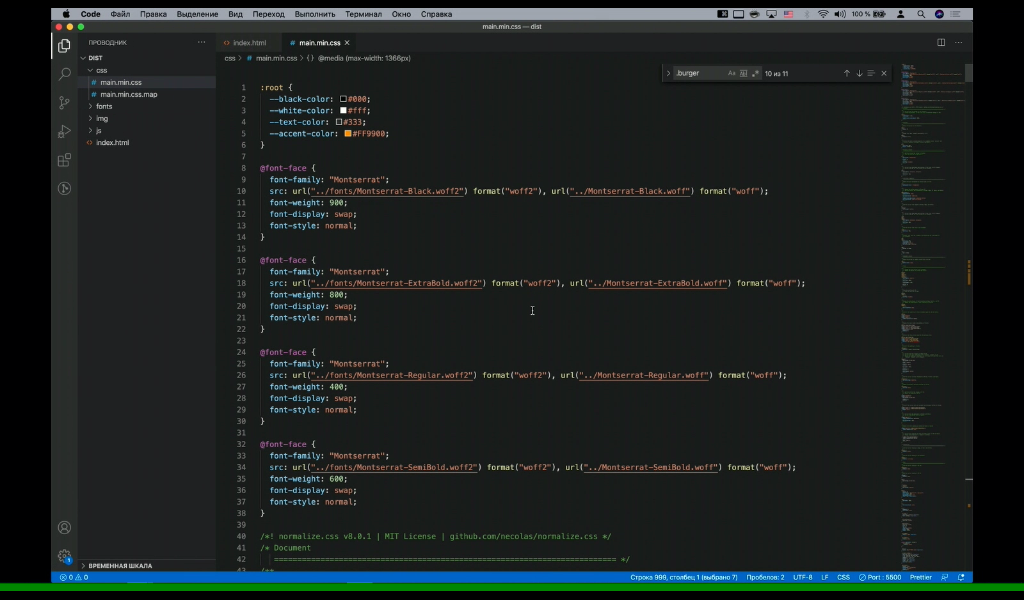 Code Файл Правка Выделение Вид Переход Выполнить Терминал Окно Справка 100 %
main.min.css — dist
ПРОВОДНИК ···
DIST
css
# main.min.css
# main.min.css.map
fonts
img
js
<> index.html
ВРЕМЕННАЯ ШКАЛА
<> index.html # main.min.css ×
css > # main.min.css > {} @media (max-width: 1366px)
.burger Aa 10 из 11
1 :root {
2 --black-color: #000;
3 --white-color: #fff;
4 --text-color: #333;
5 --accent-color: #FF9900;
6 }
7
8 @font-face {
9 font-family: "Montserrat";
10 src: url("../fonts/Montserrat-Black.woff2") format("woff2"), url("../Montserrat-Black.woff") format("woff");
11 font-weight: 900;
12 font-display: swap;
13 font-style: normal;
14 }
15
16 @font-face {
17 font-family: "Montserrat";
18 src: url("../fonts/Montserrat-ExtraBold.woff2") format("woff2"), url("../Montserrat-ExtraBold.woff") format("woff");
19 font-weight: 800;
20 font-display: swap;
21 font-style: normal;
22 }
23
24 @font-face {
25 font-family: "Montserrat";
26 src: url("../fonts/Montserrat-Regular.woff2") format("woff2"), url("../Montserrat-Regular.woff") format("woff");
27 font-weight: 400;
28 font-display: swap;
29 font-style: normal;
30 }
31
32 @font-face {
33 font-family: "Montserrat";
34 src: url("../fonts/Montserrat-SemiBold.woff2") format("woff2"), url("../Montserrat-SemiBold.woff") format("woff");
35 font-weight: 600;
36 font-display: swap;
37 font-style: normal;
38 }
39
40 /*! normalize.css v8.0.1 | MIT License | github.com/necolas/normalize.css */
41 /* Document
42 ========================================================================== */
43 /**
0 0 Строка 999, столбец 1 (выбрано 7) Пробелов: 2 UTF-8 LF CSS Port : 5500 Prettier